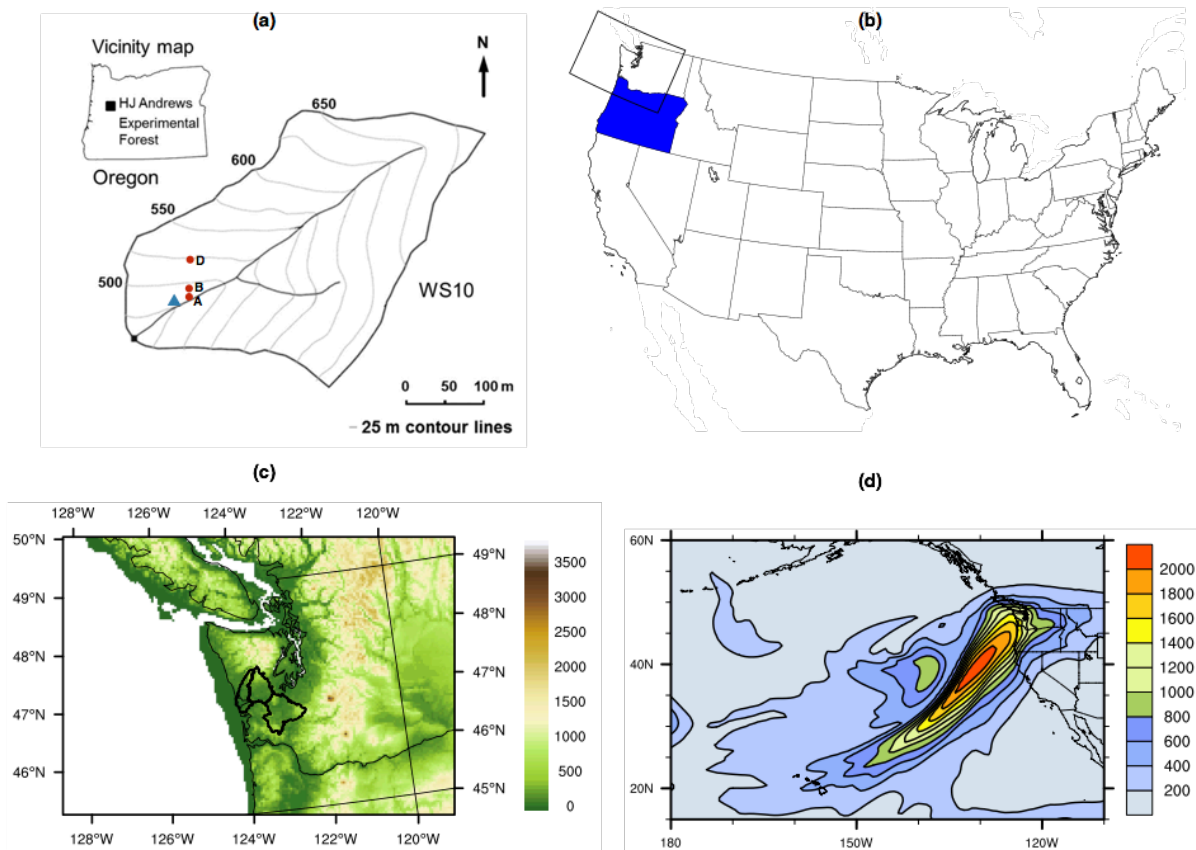 (a)
Vicinity map
HJ Andrews
Experimental
Forest
Oregon
N
650
600
550
500
D
B
A
WS10
0 50 100 m
25 m contour lines
(b)
(c)
128°W 126°W 124°W 122°W 120°W
50°N
49°N
48°N
47°N
46°N
49°N
48°N
47°N
46°N
45°N
128°W 126°W 124°W 122°W 120°W
3500
3000
2500
2000
1500
1000
500
0
(d)
60N
40N
20N
180 150W 120W
2000
1800
1600
1400
1200
1000
800
600
400
200